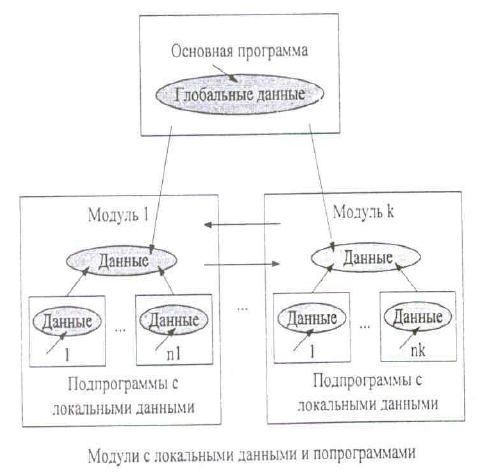 Основная программа
Глобальные данные
Модуль 1
Модуль k
Данные
Данные
Данные
...
Данные
...
Данные
...
Данные
1
n1
1
nk
Подпрограммы с
локальными данными
Подпрограммы с
локальными данными
Модули с локальными данными и попрограммами